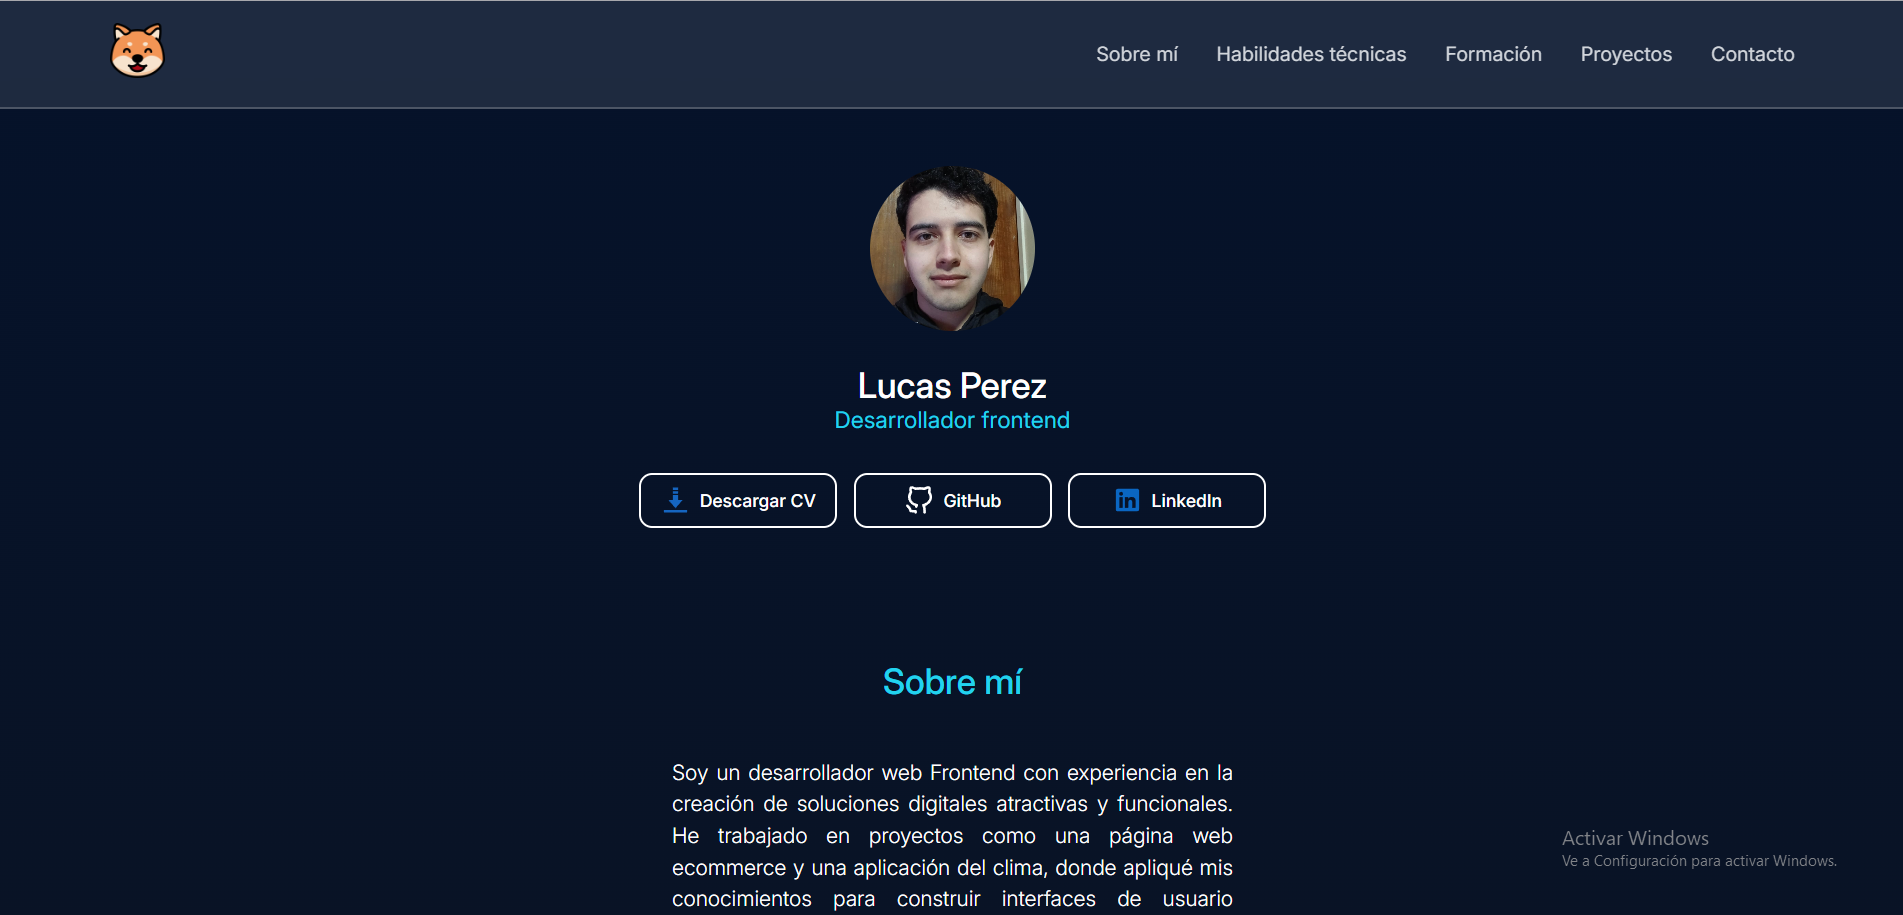 Sobre mí Habilidades técnicas Formación Proyectos Contacto
Lucas Perez
Desarrollador frontend
Descargar CV GitHub LinkedIn
Sobre mí
Soy un desarrollador web Frontend con experiencia en la
creación de soluciones digitales atractivas y funcionales.
He trabajado en proyectos como una página web
ecommerce y una aplicación del clima, donde apliqué mis
conocimientos para construir interfaces de usuario
Activar Windows
Ve a Configuración para activar Windows.